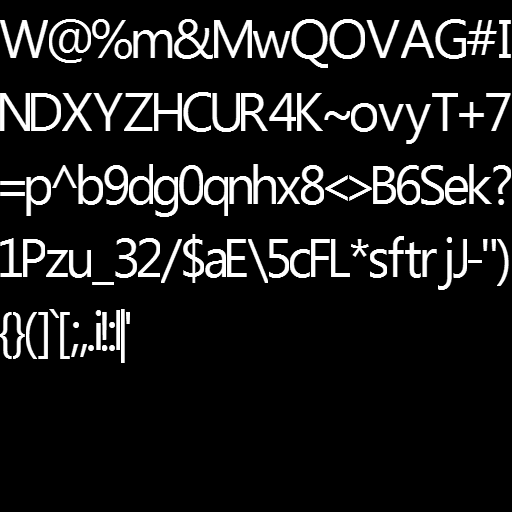 W@%m&MwQOVAG#I
NDXYZHCUR4K~ovyT+7
=p^b9dg0qnhx8<>B6Sek?
1Pzu_32/$aE\5cFL*sftrjJ-")
{}(]`[;,.i!:l|'